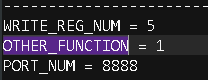 WRITE_REG_NUM = 5
OTHER_FUNCTION = 1
PORT_NUM = 8888